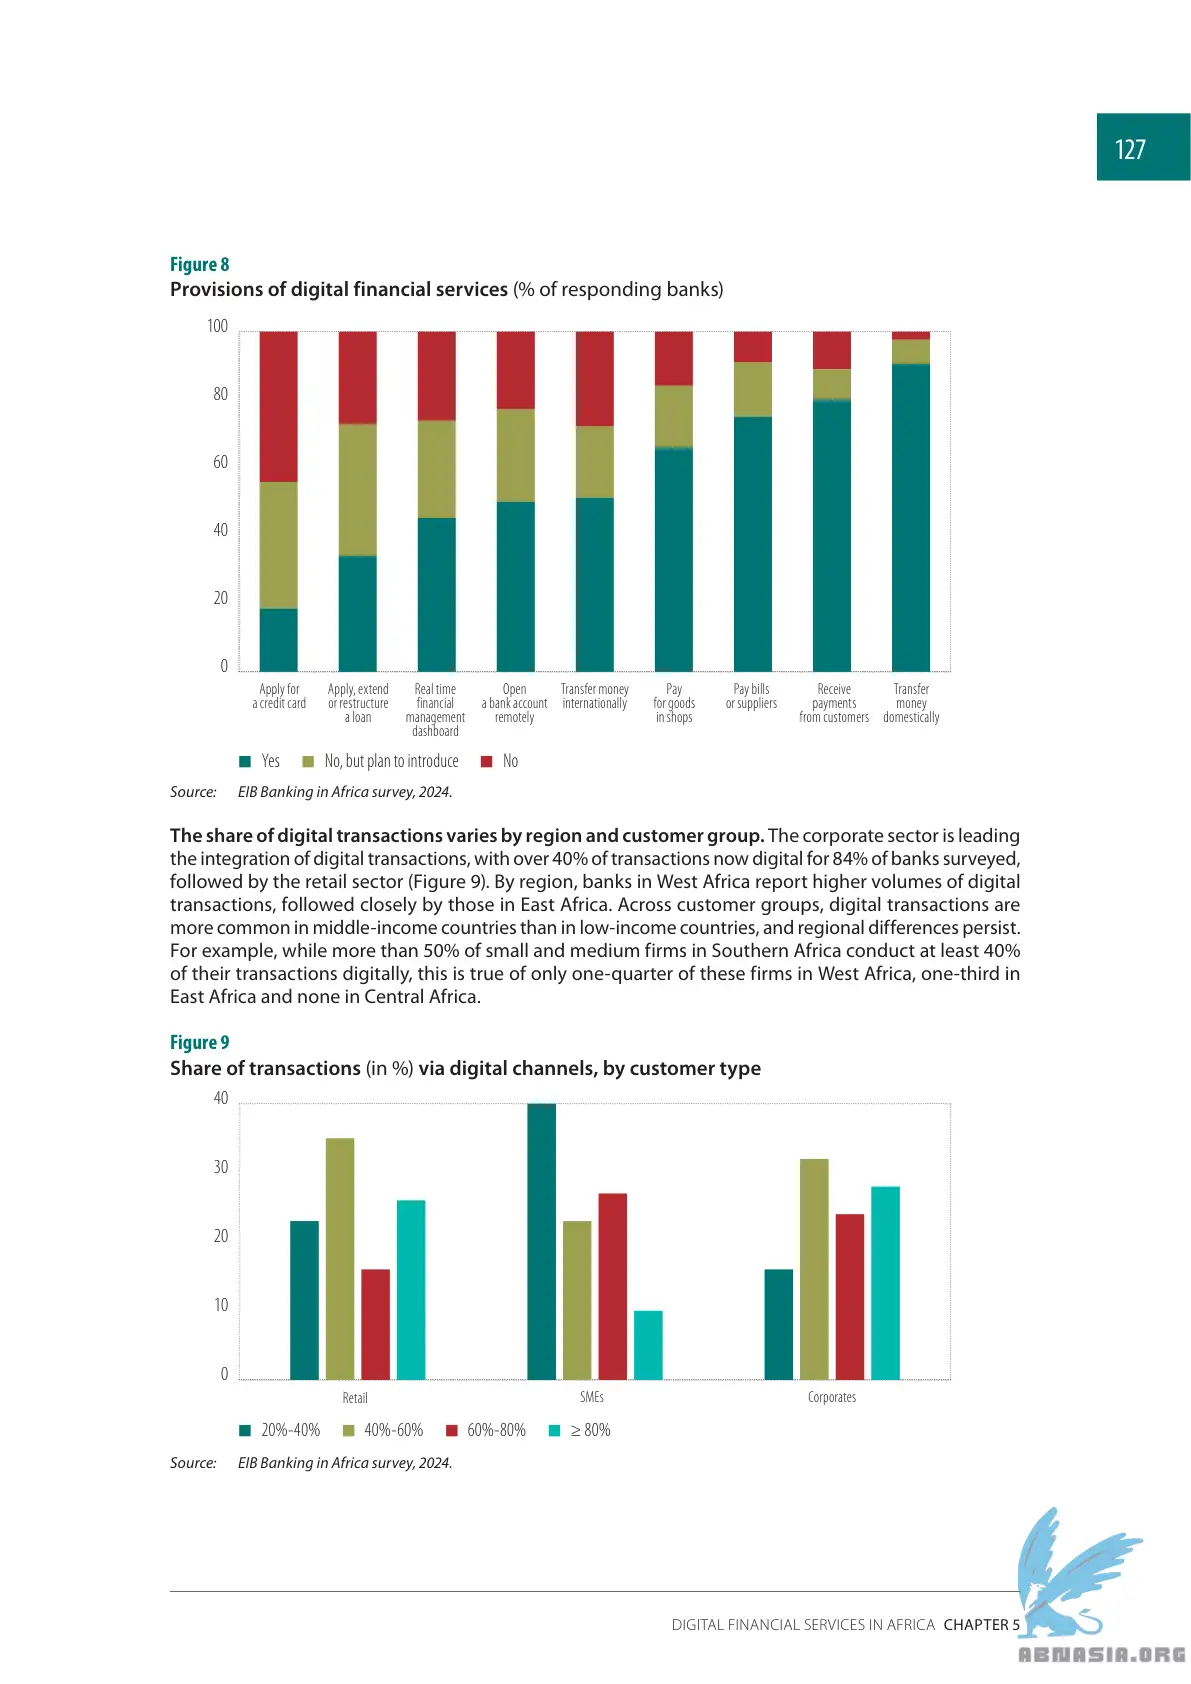 127
Figure 8
Provisions of digital financial services (% of responding banks)
100
80
60
40
20
0
Apply for
a credit card
Apply, extend
or restructure
a loan
Real time
financial
management
dashboard
Open
a bank account
remotely
Transfer money
internationally
Pay
for goods
in shops
Pay bills
or suppliers
Receive
payments
from customers
Transfer
money
domestically
Yes No, but plan to introduce No
Source: EIB Banking in Africa survey, 2024.
The share of digital transactions varies by region and customer group. The corporate sector is leading
the integration of digital transactions, with over 40% of transactions now digital for 84% of banks surveyed,
followed by the retail sector (Figure 9). By region, banks in West Africa report higher volumes of digital
transactions, followed closely by those in East Africa. Across customer groups, digital transactions are
more common in middle-income countries than in low-income countries, and regional differences persist.
For example, while more than 50% of small and medium firms in Southern Africa conduct at least 40%
of their transactions digitally, this is true of only one-quarter of these firms in West Africa, one-third in
East Africa and none in Central Africa.
Figure 9
Share of transactions (in %) via digital channels, by customer type
40
30
20
10
0
Retail SMEs Corporates
20%-40% 40%-60% 60%-80% ≥ 80%
Source: EIB Banking in Africa survey, 2024.
DIGITAL FINANCIAL SERVICES IN AFRICA CHAPTER 5
ABNASIA.ORG